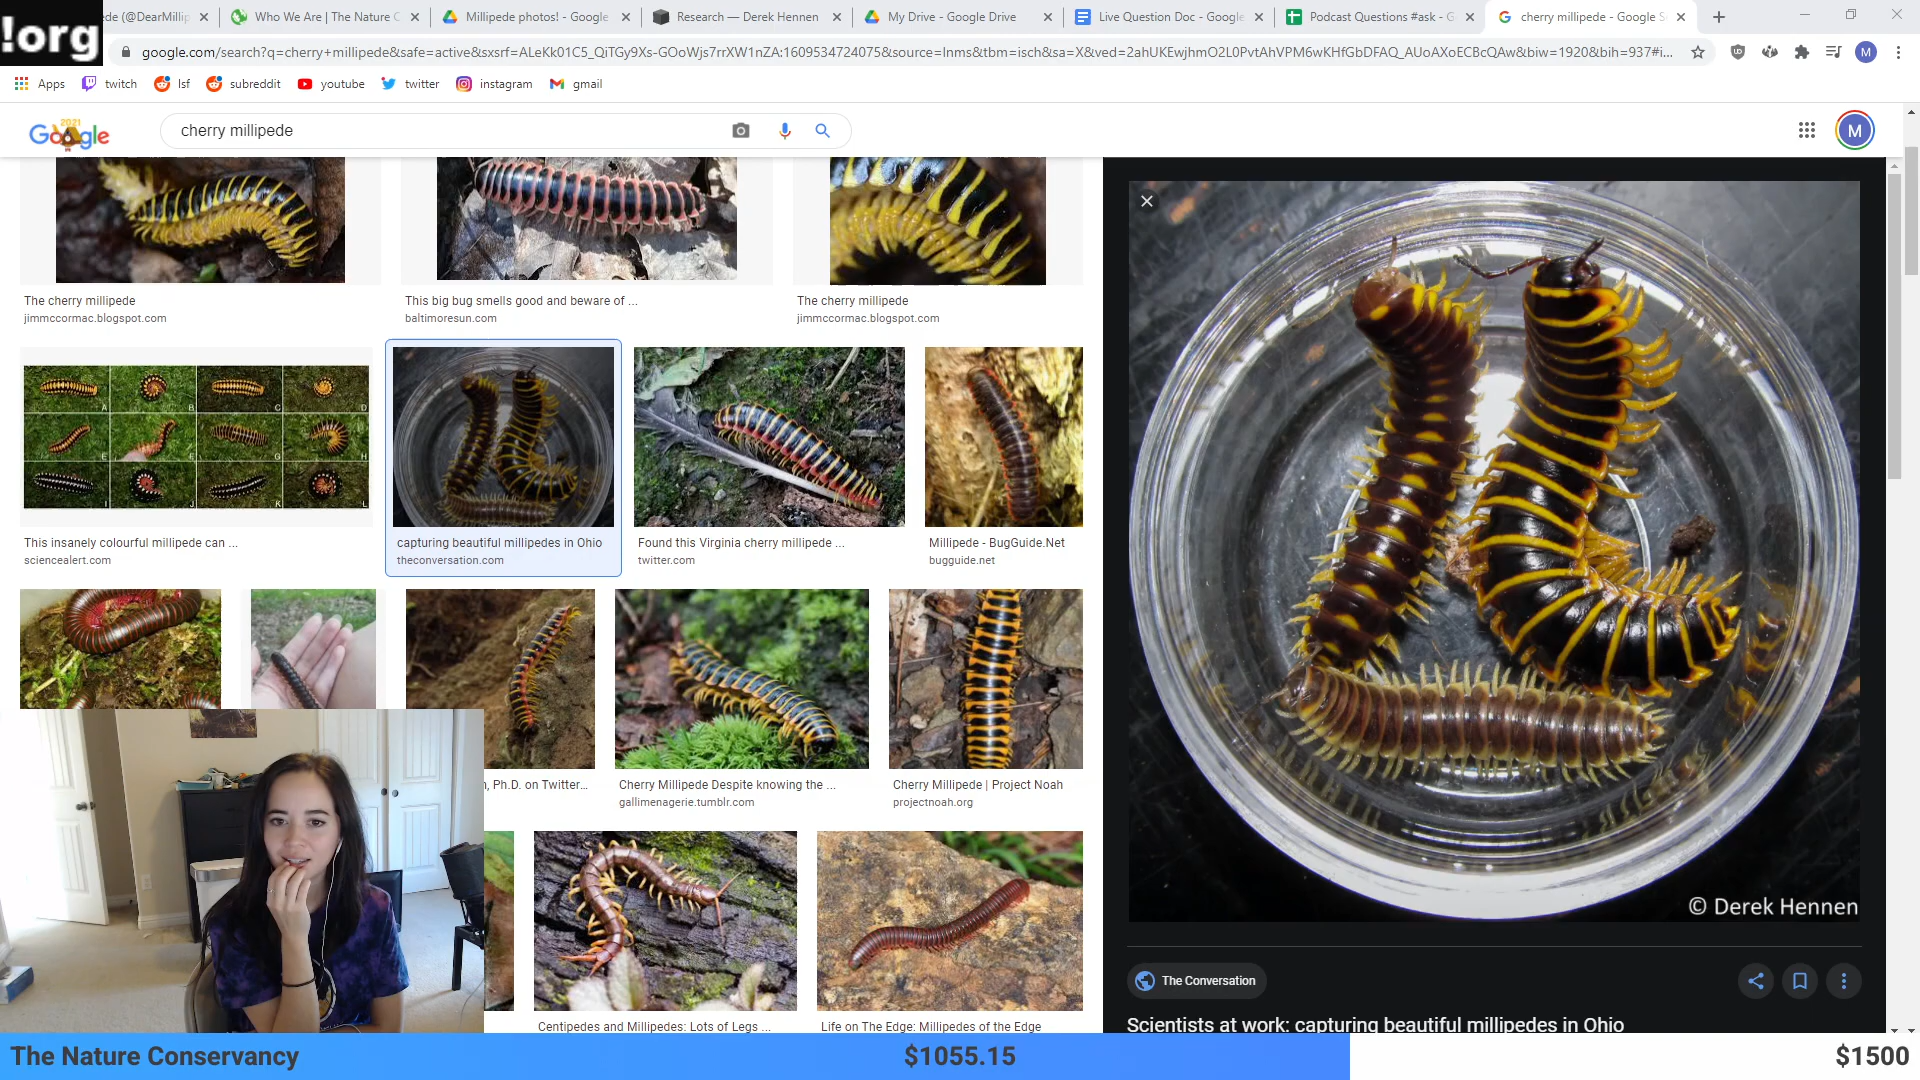 !org
de (@DearMillip
Who We Are | The Nature C
Millipede photos! - Google
Research — Derek Hennen
My Drive - Google Drive
Live Question Doc - Google
Podcast Questions #ask - G
cherry millipede - Google S
google.com/search?q=cherry+millipede&safe=active&sxsrf=ALeKk01C5_QiTGy9Xs-GOoWjs7rrXW1nZA:1609534724075&source=lnms&tbm=isch&sa=X&ved=2ahUKEwjhmO2L0PvtAhVPM6wKHfGbDFAQ_AUoAXoECBcQAw&biw=1920&bih=937#i...
M
Apps
twitch
lsf
subreddit
youtube
twitter
instagram
gmail
2021
Google
cherry millipede
M
The cherry millipede
jimmccormac.blogspot.com
This big bug smells good and beware of ...
baltimoresun.com
The cherry millipede
jimmccormac.blogspot.com
A B C D
E F G H
I J K L
This insanely colourful millipede can ...
sciencealert.com
capturing beautiful millipedes in Ohio
theconversation.com
Found this Virginia cherry millipede ...
twitter.com
Millipede - BugGuide.Net
bugguide.net
, Ph.D. on Twitter...
Cherry Millipede Despite knowing the ...
gallimenagerie.tumblr.com
Cherry Millipede | Project Noah
projectnoah.org
Centipedes and Millipedes: Lots of Legs ...
Life on The Edge: Millipedes of the Edge
© Derek Hennen
The Conversation
Scientists at work: capturing beautiful millipedes in Ohio
The Nature Conservancy
$1055.15
$1500